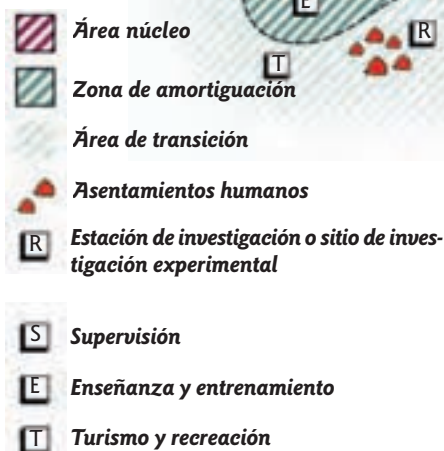 E
R
T
Área núcleo
Zona de amortiguación
Área de transición
Asentamientos humanos
R Estación de investigación o sitio de inves-
tigación experimental
S Supervisión
E Enseñanza y entrenamiento
T Turismo y recreación